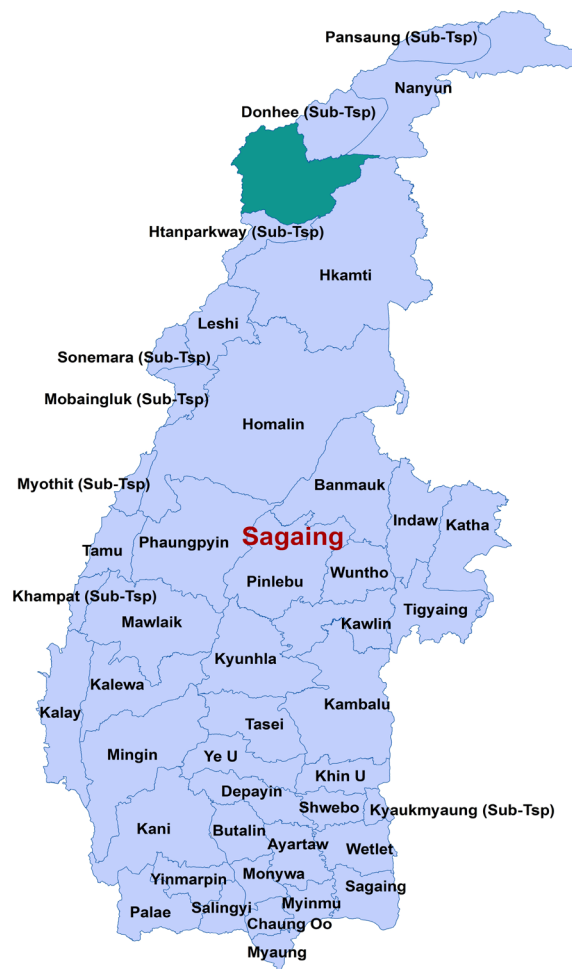 Pansaung (Sub-Tsp)
Nanyun
Donhee (Sub-Tsp)
Htanparkway (Sub-Tsp)
Hkamti
Leshi
Sonemara (Sub-Tsp)
Mobaingluk (Sub-Tsp)
Homalin
Myothit (Sub-Tsp)
Banmauk
Indaw
Katha
Sagaing
Phaungpyin
Tamu
Pinlebu
Wuntho
Khampat (Sub-Tsp)
Tigyaing
Mawlaik
Kawlin
Kyunhla
Kalewa
Kambalu
Kalay
Tasei
Mingin
Ye U
Khin U
Depayin
Shwebo
Kyaukmyaung (Sub-Tsp)
Kani
Butalin
Ayartaw
Wetlet
Monywa
Yinmarpin
Sagaing
Myinmu
Salingyi
Palae
Chaung Oo
Myaung